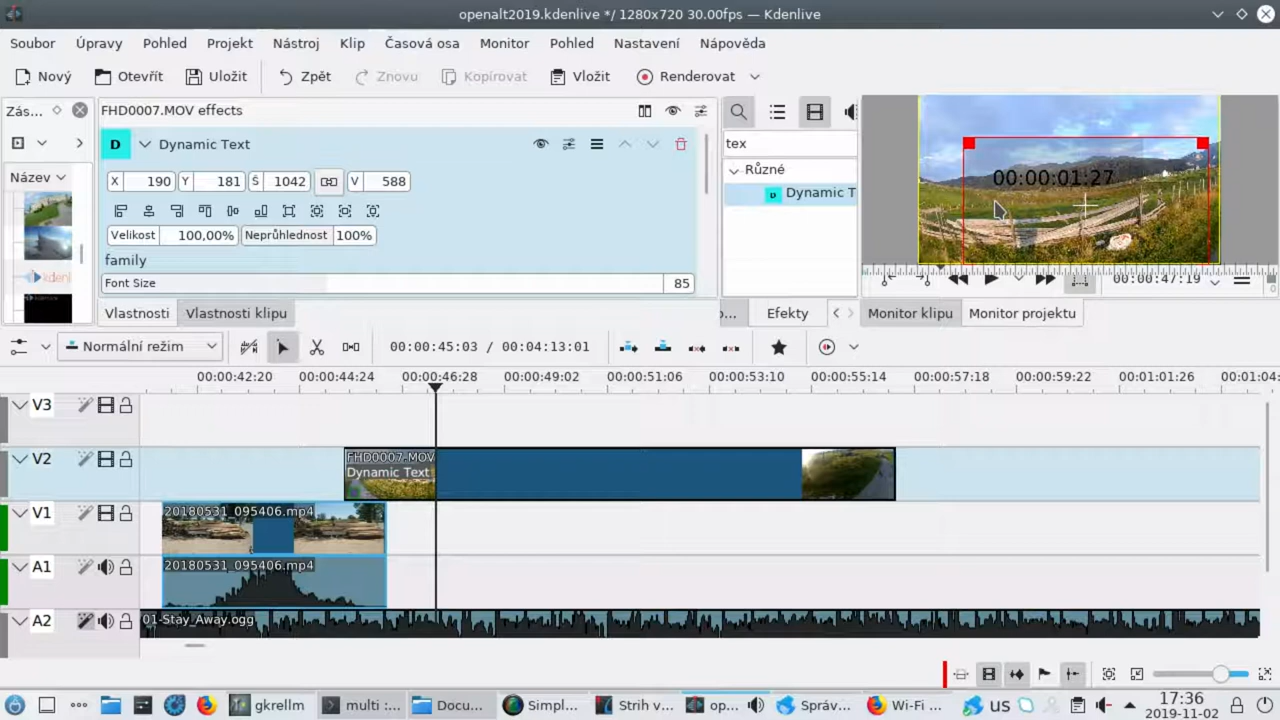 openalt2019.kdenlive */ 1280x720 30.00fps — Kdenlive
Soubor Úpravy Pohled Projekt Nástroj Klip Časová osa Monitor Pohled Nastavení Nápověda
Nový Otevřít Uložit Zpět Znovu Kopírovat Vložit Renderovat
Zás... FHD0007.MOV effects
D Dynamic Text
tex
Různé
D Dynamic T
Název
X 190 Y 181 Š 1042 V 588
00:00:01:27
Velikost 100,00% Neprůhlednost 100%
family
Font Size 85
00:00:47:19
Vlastnosti Vlastnosti klipu
Efekty Monitor klipu Monitor projektu
Normální režim 00:00:45:03 / 00:04:13:01
00:00:42:20 00:00:44:24 00:00:46:28 00:00:49:02 00:00:51:06 00:00:53:10 00:00:55:14 00:00:57:18 00:00:59:22 00:01:01:26 00:01:04:
V3
V2 FHD0007.MOV
Dynamic Text
V1 20180531_095406.mp4
A1 20180531_095406.mp4
A2 01-Stay_Away.ogg
gkrellm multi :... Docu... Simpl... Strih v... op... Správ... Wi-Fi ... us
17:36
2019-11-02